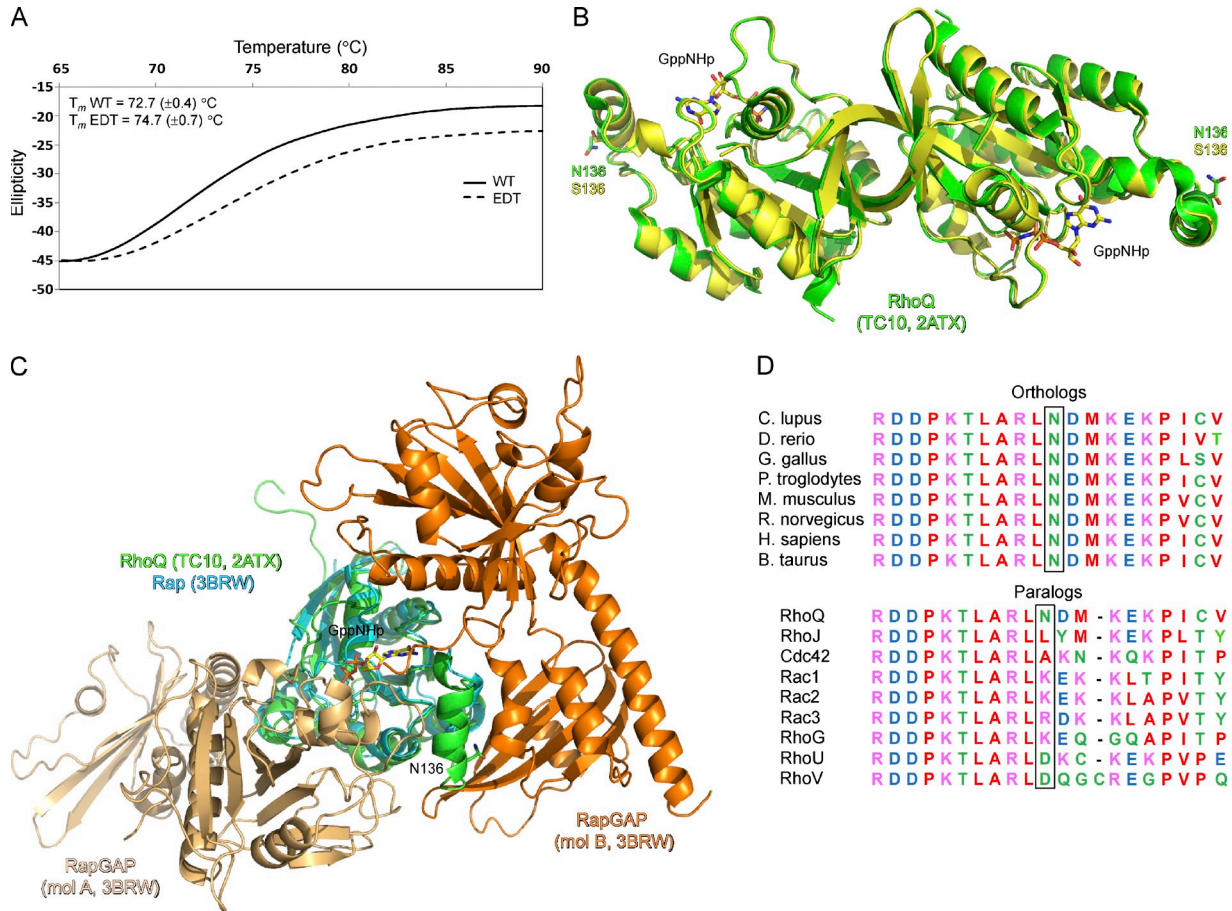 A
Temperature (°C)
65 70 75 80 85 90
-15
-20
-25
-30
-35
-40
-45
-50
Ellipticity
Tm WT = 72.7 (±0.4) °C
Tm EDT = 74.7 (±0.7) °C
WT
EDT
B
GppNHp
N136
S136
N136
S136
GppNHp
RhoQ
(TC10, 2ATX)
C
RhoQ (TC10, 2ATX)
Rap (3BRW)
GppNHp
N136
RapGAP
(mol B, 3BRW)
RapGAP
(mol A, 3BRW)
D
Orthologs
C. lupus R D D P K T L A R L N D M K E K P I C V
D. rerio R D D P K T L A R L N D M K E K P I V T
G. gallus R D D P K T L A R L N D M K E K P L S V
P. troglodytes R D D P K T L A R L N D M K E K P I C V
M. musculus R D D P K T L A R L N D M K E K P V C V
R. norvegicus R D D P K T L A R L N D M K E K P V C V
H. sapiens R D D P K T L A R L N D M K E K P I C V
B. taurus R D D P K T L A R L N D M K E K P I C V
Paralogs
RhoQ R D D P K T L A R L N D M - K E K P I C V
RhoJ R D D P K T L A R L L Y M - K E K P L T Y
Cdc42 R D D P K T L A R L A K N - K Q K P I T P
Rac1 R D D P K T L A R L K E K - K L T P I T Y
Rac2 R D D P K T L A R L K E K - K L A P V T Y
Rac3 R D D P K T L A R L R D K - K L A P V T Y
RhoG R D D P K T L A R L K E Q - G Q A P I T P
RhoU R D D P K T L A R L D K C - K E K P V P E
RhoV R D D P K T L A R L D Q G C R E G P V P Q